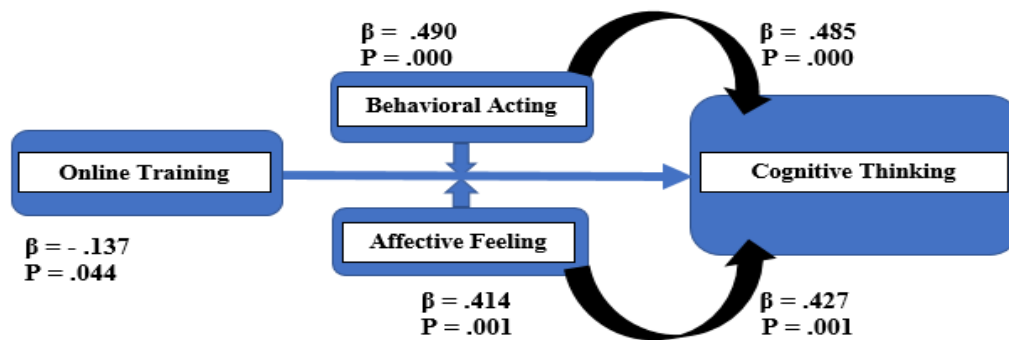 β = .490
P = .000
β = .485
P = .000
Behavioral Acting
Online Training
Cognitive Thinking
Affective Feeling
β = - .137
P = .044
β = .414
P = .001
β = .427
P = .001